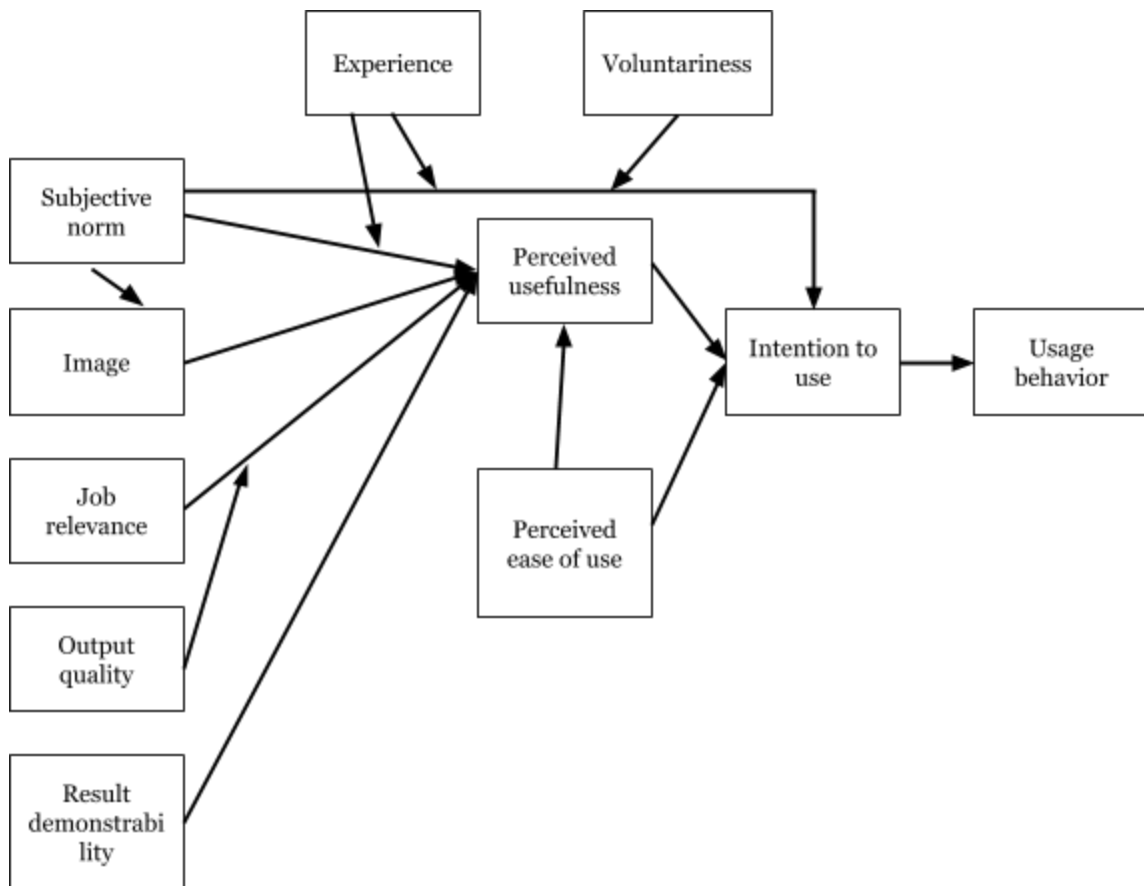 Experience
Voluntariness
Subjective
norm
Perceived
usefulness
Image
Intention to
use
Usage
behavior
Job
relevance
Perceived
ease of use
Output
quality
Result
demonstrabi
lity